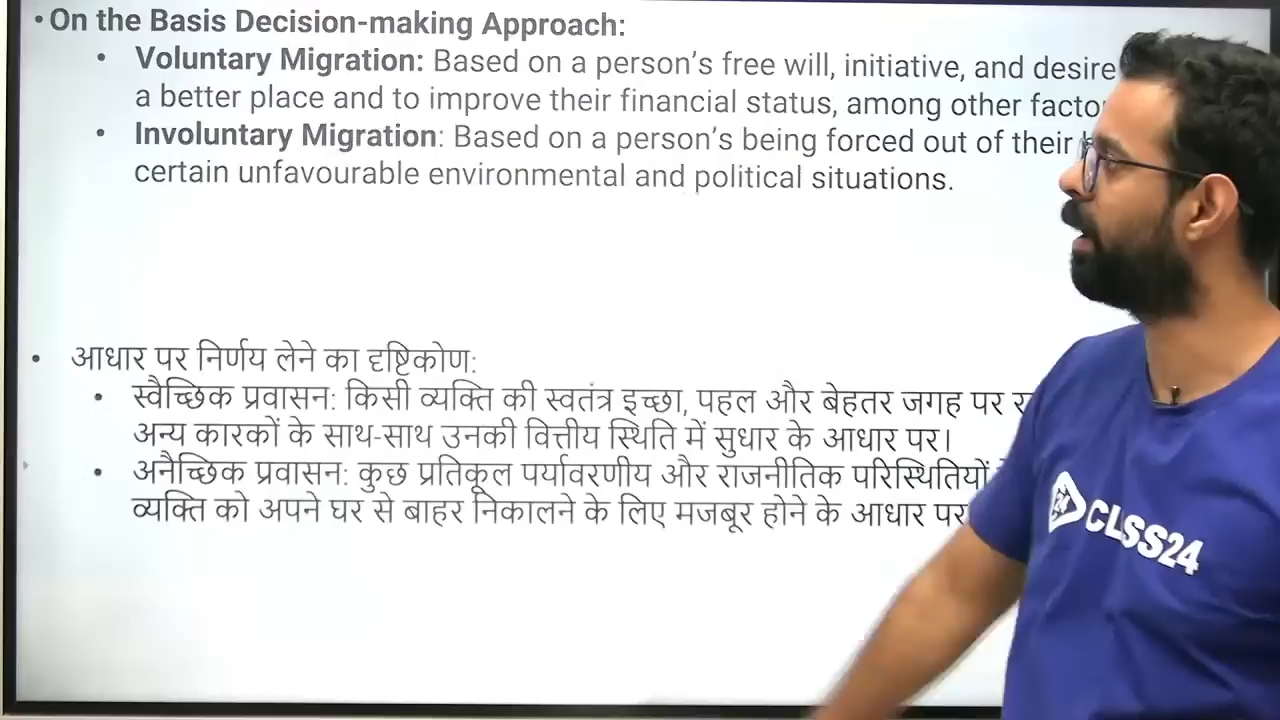 • On the Basis Decision-making Approach:
• Voluntary Migration: Based on a person's free will, initiative, and desire
a better place and to improve their financial status, among other
• Involuntary Migration: Based on a person's being forced out of their
certain unfavourable environmental and political situations.
• आधार पर निर्णय लेने का दृष्टिकोण:
• स्वैच्छिक प्रवासन: किसी व्यक्ति की स्वतंत्र इच्छा, पहल और बेहतर जगह पर
अन्य कारकों के साथ-साथ उनकी वित्तीय स्थिति में सुधार के आधार पर।
• अनैच्छिक प्रवासन: कुछ प्रतिकूल पर्यावरणीय और राजनीतिक परिस्थितियों
व्यक्ति को अपने घर से बाहर निकालने के लिए मजबूर होने के आधार पर
24 CLSS24